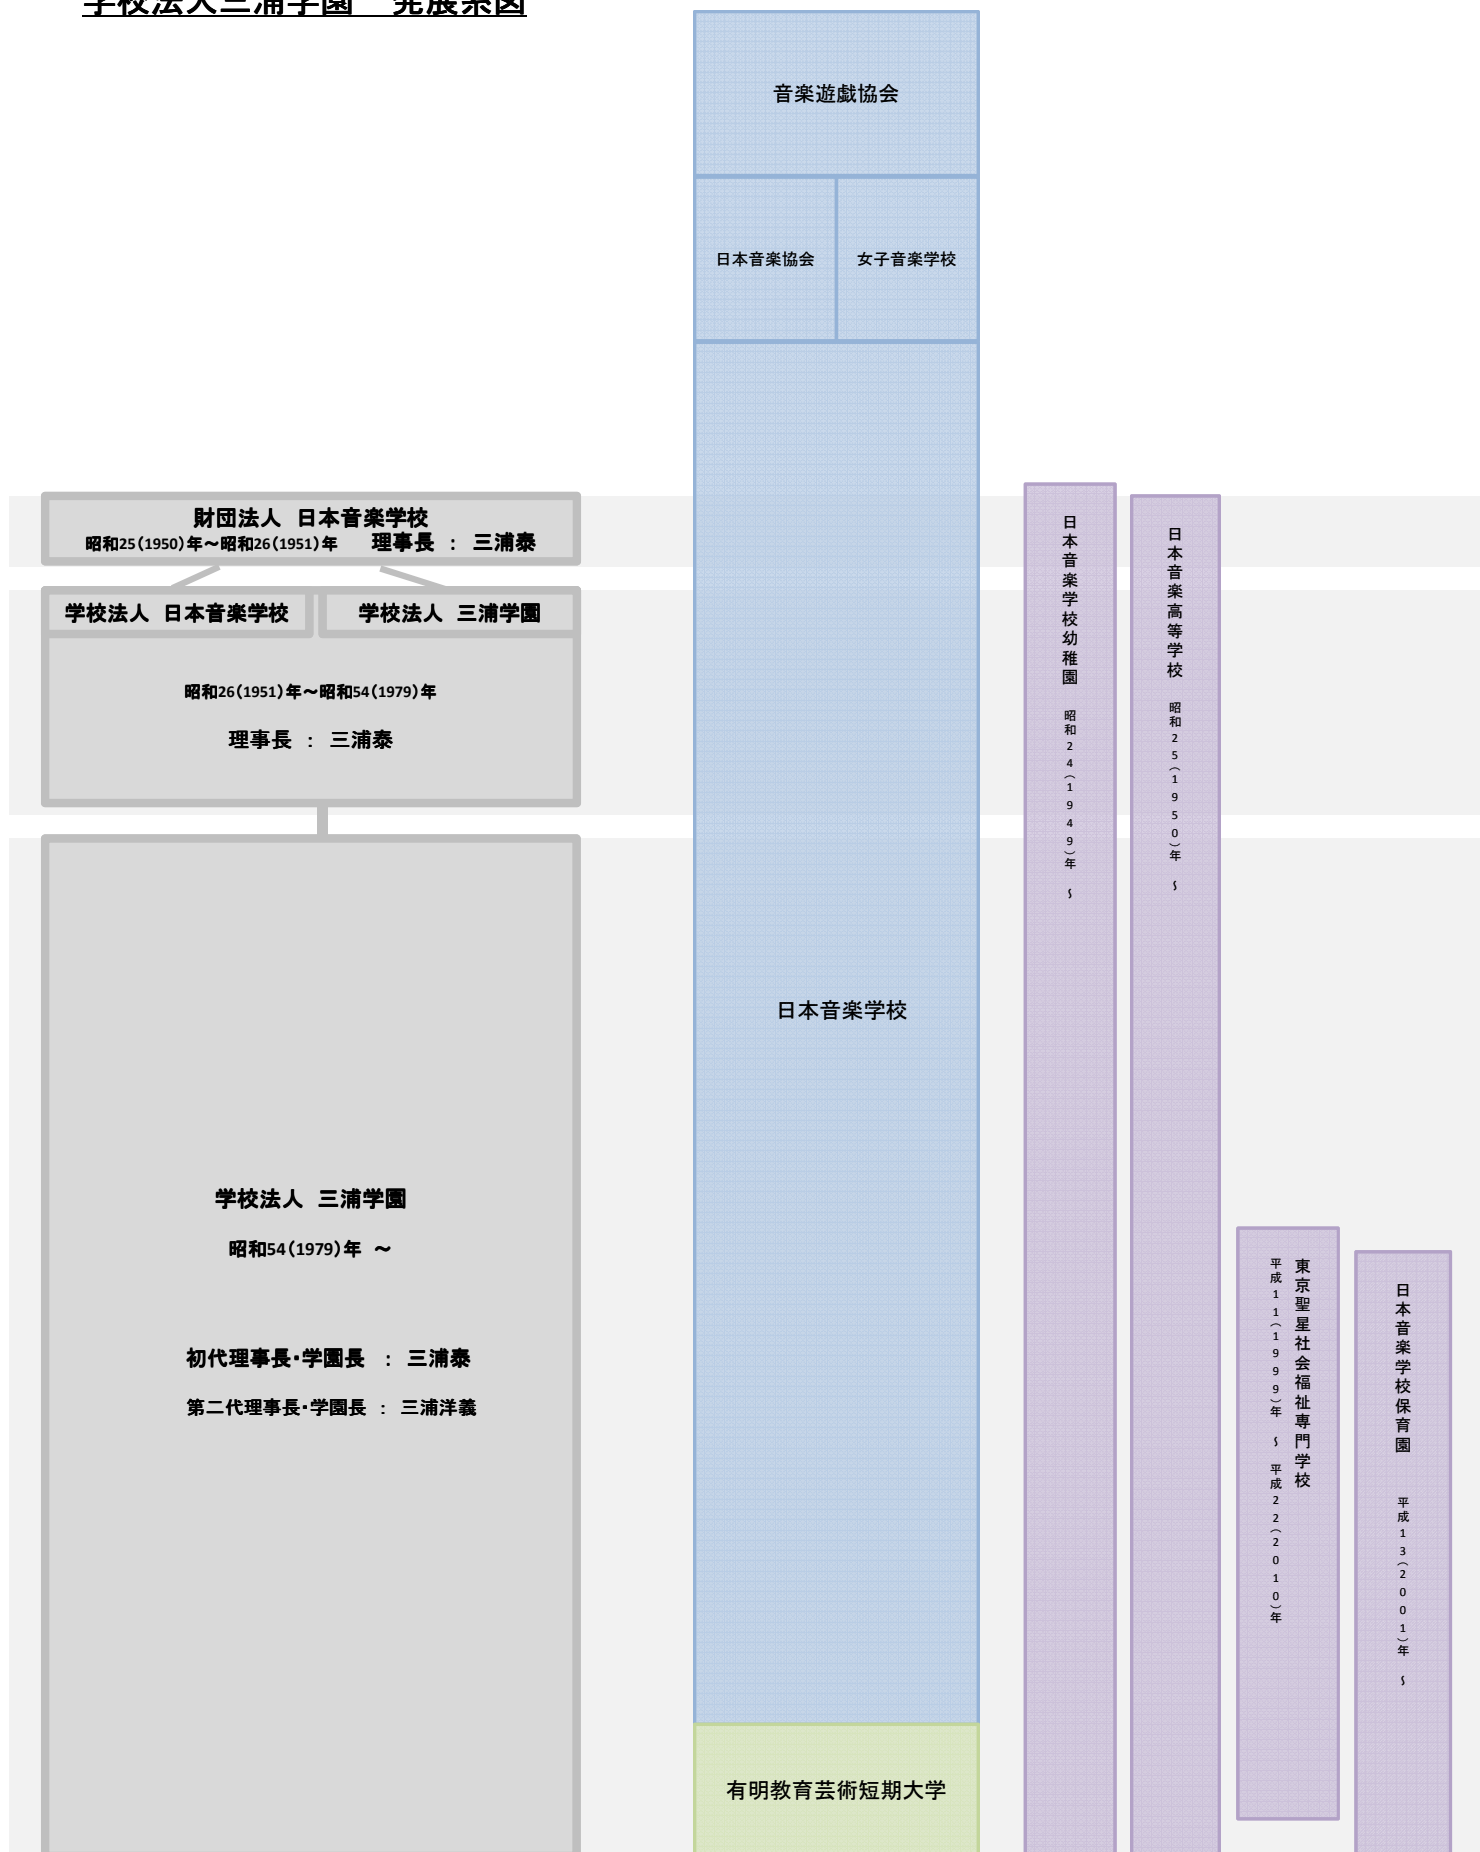 学校法人三浦学園　発展系図
音楽遊戯協会
日本音楽協会
女子音楽学校
財団法人 日本音楽学校
昭和25(1950)年～昭和26(1951)年　理事長 ： 三浦泰
学校法人 日本音楽学校
学校法人 三浦学園
昭和26(1951)年～昭和54(1979)年
理事長 ： 三浦泰
日本音楽学校幼稚園　昭和24(1949)年　～
日本音楽高等学校　昭和25(1950)年　～
日本音楽学校
学校法人 三浦学園
昭和54(1979)年 ～
初代理事長・学園長 ： 三浦泰
第二代理事長・学園長 ： 三浦洋義
東京聖星社会福祉専門学校
平成11(1999)年　～　平成22(2010)年
日本音楽学校保育園　平成13(2001)年　～
有明教育芸術短期大学